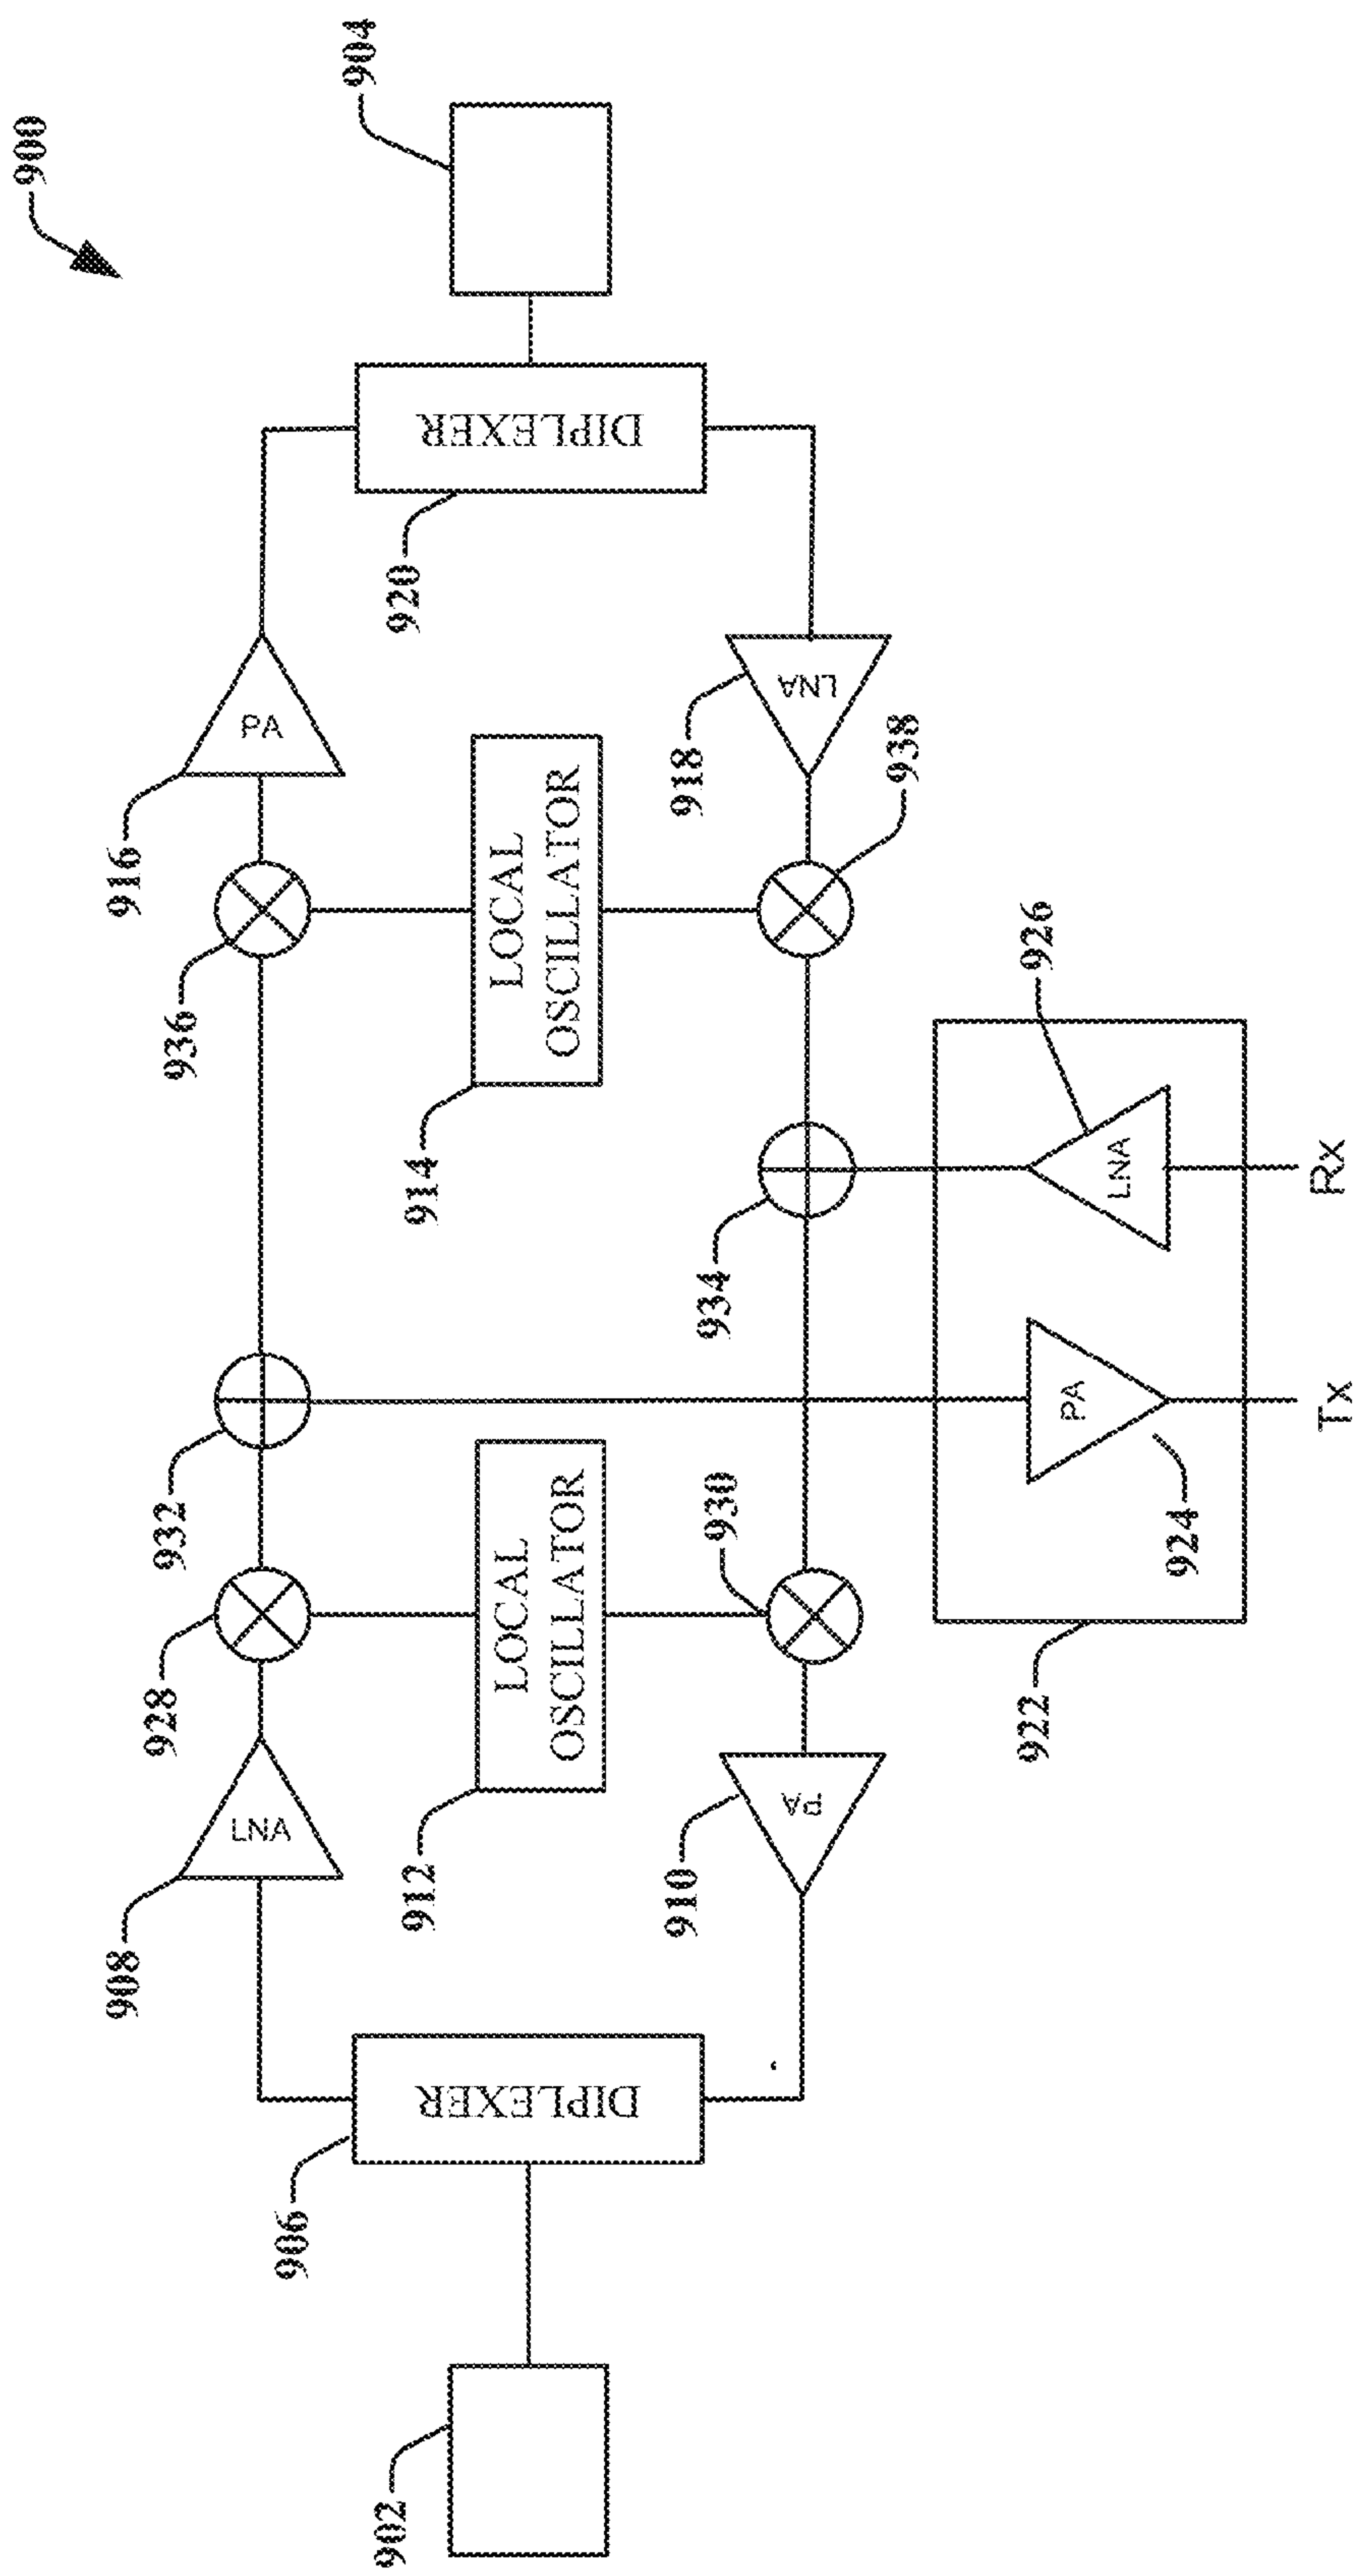 900
904
DIPLEXER
920
PA
916
LNA
918
936
LOCAL
OSCILLATOR
914
938
926
LNA
Rx
934
932
PA
Tx
924
922
928
LOCAL
OSCILLATOR
912
930
LNA
908
PA
910
DIPLEXER
906
902